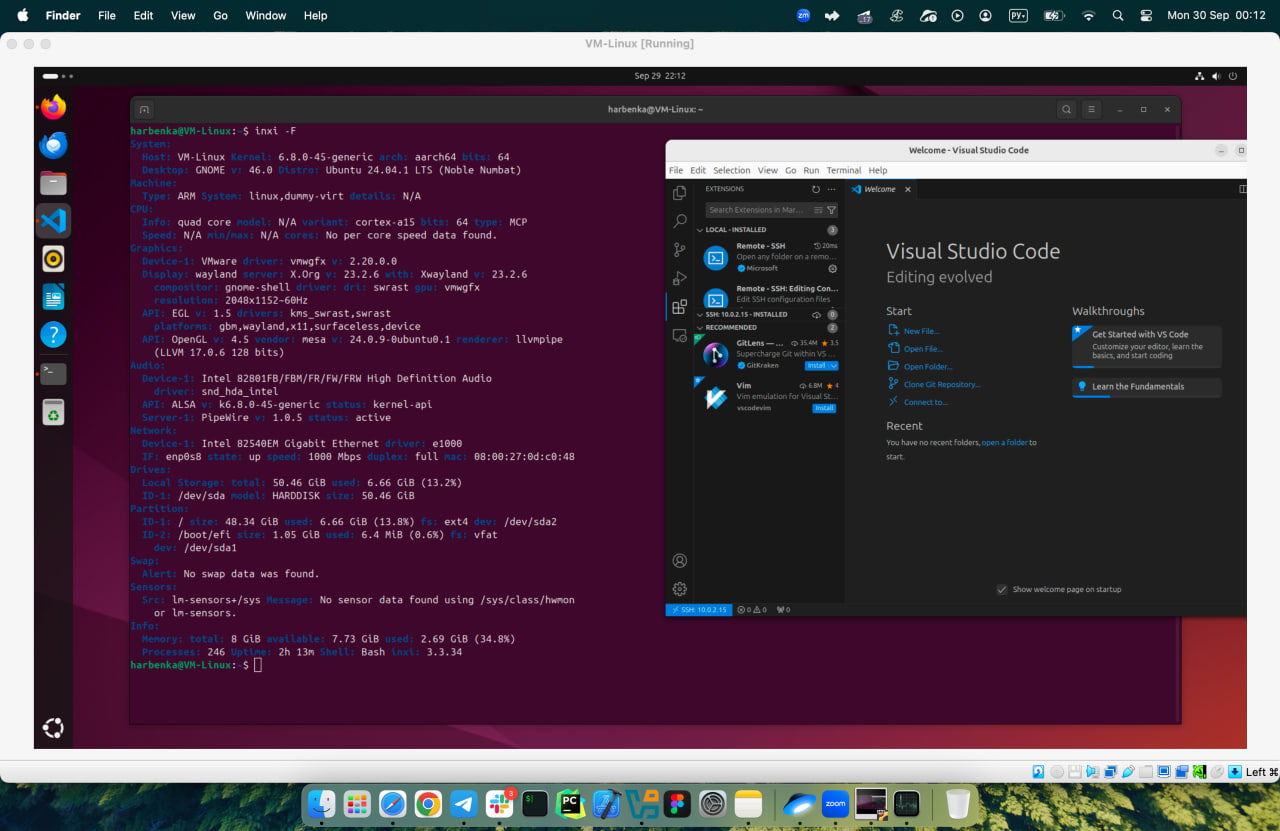 Finder File Edit View Go Window Help
zm
17
РУ
Mon 30 Sep 00:12
VM-Linux [Running]
Sep 29 22:12
harbenka@VM-Linux: ~
harbenka@VM-Linux:~$ inxi -F
System:
Host: VM-Linux Kernel: 6.8.0-45-generic arch: aarch64 bits: 64
Desktop: GNOME v: 46.0 Distro: Ubuntu 24.04.1 LTS (Noble Numbat)
Machine:
Type: ARM System: linux,dummy-virt details: N/A
CPU:
Info: quad core model: N/A variant: cortex-a15 bits: 64 type: MCP
Speed: N/A min/max: N/A cores: No per core speed data found.
Graphics:
Device-1: VMware driver: vmwgfx v: 2.20.0.0
Display: wayland server: X.Org v: 23.2.6 with: Xwayland v: 23.2.6
compositor: gnome-shell driver: dri: swrast gpu: vmwgfx
resolution: 2048x1152~60Hz
API: EGL v: 1.5 drivers: kms_swrast,swrast
platforms: gbm,wayland,x11,surfaceless,device
API: OpenGL v: 4.5 vendor: mesa v: 24.0.9-0ubuntu0.1 renderer: llvmpipe
(LLVM 17.0.6 128 bits)
Audio:
Device-1: Intel 82801FB/FBM/FR/FW/FRW High Definition Audio
driver: snd_hda_intel
API: ALSA v: k6.8.0-45-generic status: kernel-api
Server-1: PipeWire v: 1.0.5 status: active
Network:
Device-1: Intel 82540EM Gigabit Ethernet driver: e1000
IF: enp0s8 state: up speed: 1000 Mbps duplex: full mac: 08:00:27:0d:c0:48
Drives:
Local Storage: total: 50.46 GiB used: 6.66 GiB (13.2%)
ID-1: /dev/sda model: HARDDISK size: 50.46 GiB
Partition:
ID-1: / size: 48.34 GiB used: 6.66 GiB (13.8%) fs: ext4 dev: /dev/sda2
ID-2: /boot/efi size: 1.05 GiB used: 6.4 MiB (0.6%) fs: vfat
dev: /dev/sda1
Swap:
Alert: No swap data was found.
Sensors:
Src: lm-sensors+/sys Message: No sensor data found using /sys/class/hwmon
or lm-sensors.
Info:
Memory: total: 8 GiB available: 7.73 GiB used: 2.69 GiB (34.8%)
Processes: 246 Uptime: 2h 13m Shell: Bash inxi: 3.3.34
harbenka@VM-Linux:~$
Welcome - Visual Studio Code
File Edit Selection View Go Run Terminal Help
EXTENSIONS
Search Extensions in Mar...
LOCAL - INSTALLED 3
Remote - SSH 20ms
Open any folder on a remo...
Microsoft
Remote - SSH: Editing Con...
Edit SSH configuration files
SSH: 10.0.2.15 - INSTALLED 0
RECOMMENDED 2
GitLens — ... 35.4M 3.5
Supercharge Git within VS ...
GitKraken Install
Vim 6.8M 4
Vim emulation for Visual St...
vscodevim Install
Welcome
Visual Studio Code
Editing evolved
Start
New File...
Open File...
Open Folder...
Clone Git Repository...
Connect to...
Recent
You have no recent folders, open a folder to
start.
Walkthroughs
Get Started with VS Code
Customize your editor, learn the
basics, and start coding
Learn the Fundamentals
Show welcome page on startup
SSH: 10.0.2.15 0 0 0
Left ⌘
3
PC
zoom